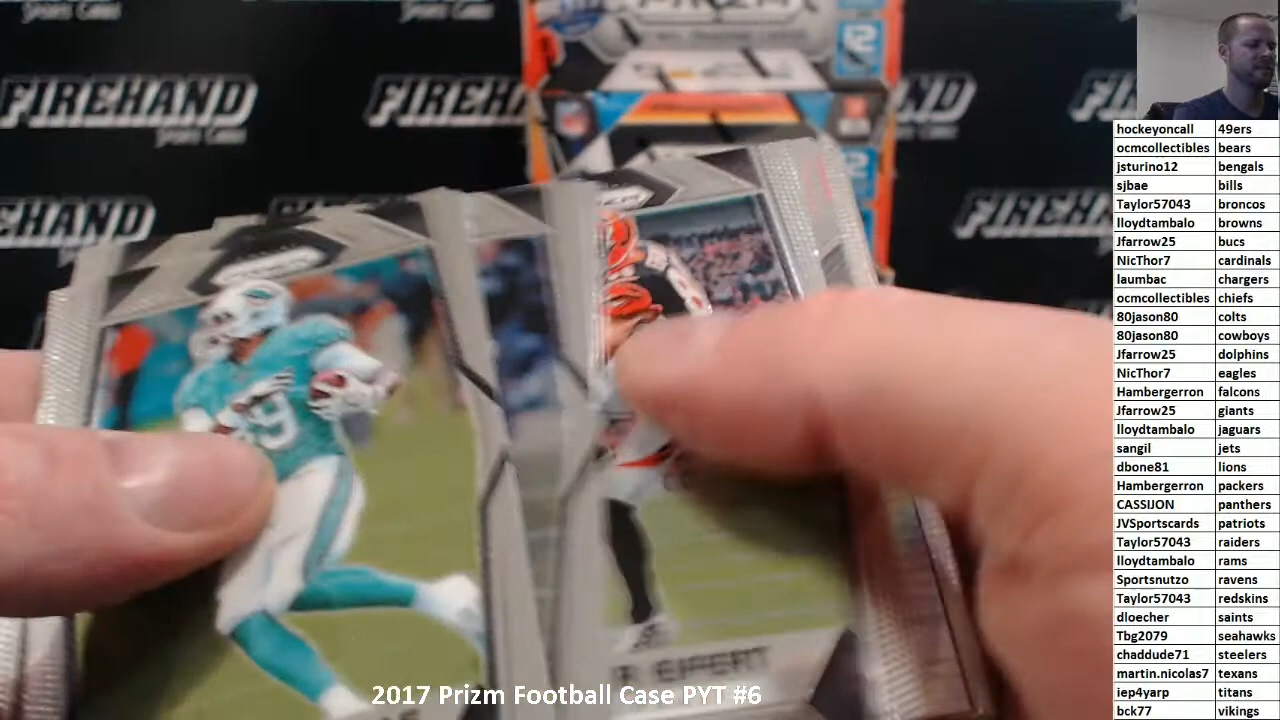 PRIZM
FIREHAND
SPORTS CARDS
FIREHAND
FIREHAND
FIREHAND
hockeyoncall 49ers
ocmcollectibles bears
jsturino12 bengals
sjbae bills
Taylor57043 broncos
lloydtambalo browns
Jfarrow25 bucs
NicThor7 cardinals
laumbac chargers
ocmcollectibles chiefs
80jason80 colts
80jason80 cowboys
Jfarrow25 dolphins
NicThor7 eagles
Hambergerron falcons
Jfarrow25 giants
lloydtambalo jaguars
sangil jets
dbone81 lions
Hambergerron packers
CASSIJON panthers
JVSportscards patriots
Taylor57043 raiders
lloydtambalo rams
Sportsnutzo ravens
Taylor57043 redskins
dloecher saints
Tbg2079 seahawks
chaddude71 steelers
martin.nicolas7 texans
iep4yarp titans
bck77 vikings
EIFERT
2017 Prizm Football Case PYT #6